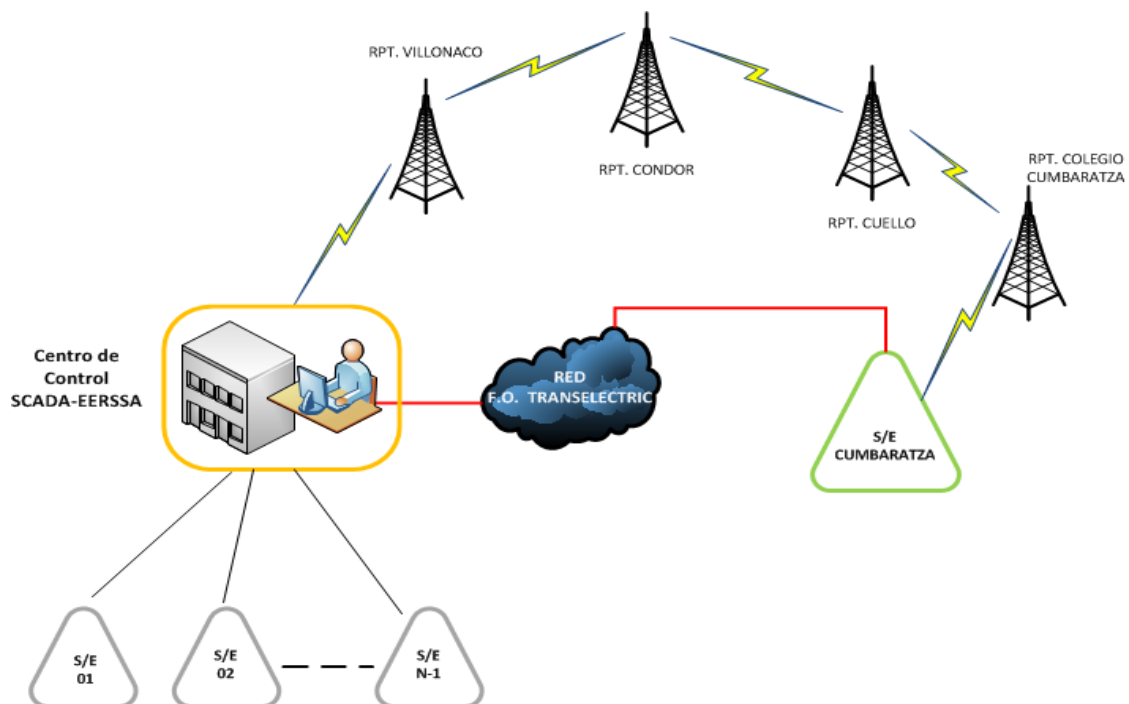 RPT. VILLONACO
RPT. CONDOR
RPT. COLEGIO
CUMBARATZA
RPT. CUELLO
Centro de
Control
SCADA-EERSSA
RED
F.O. TRANSELECTRIC
S/E
CUMBARATZA
S/E
01
S/E
02
S/E
N-1